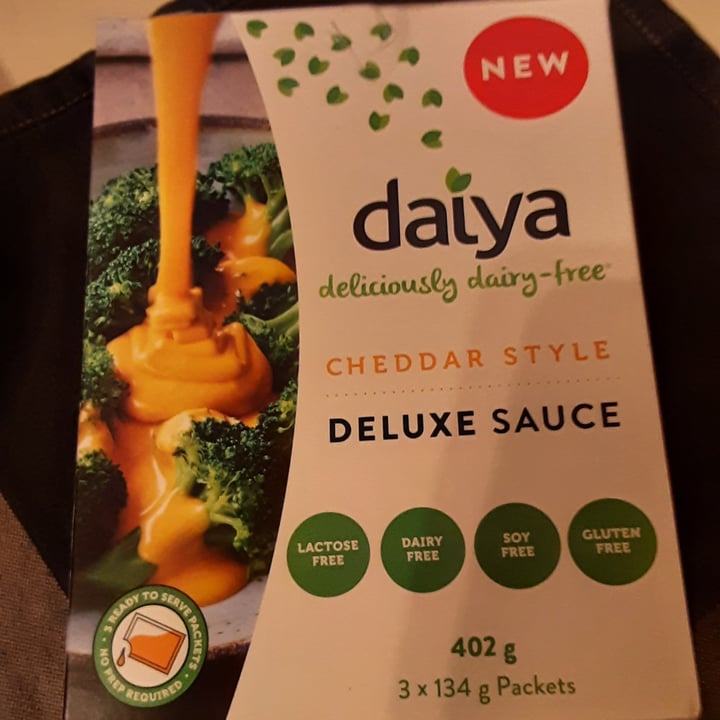 NEW
daiya
deliciously dairy-free
CHEDDAR STYLE
DELUXE SAUCE
LACTOSE
FREE
DAIRY
FREE
SOY
FREE
GLUTEN
FREE
• 3 READY TO SERVE PACKETS •
NO PREP REQUIRED
402 g
3 x 134 g Packets